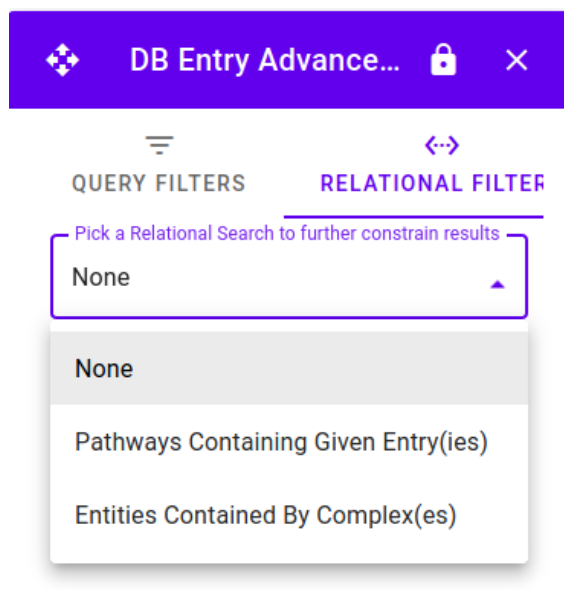 DB Entry Advance...
QUERY FILTERS
RELATIONAL FILTER
Pick a Relational Search to further constrain results
None
None
Pathways Containing Given Entry(ies)
Entities Contained By Complex(es)